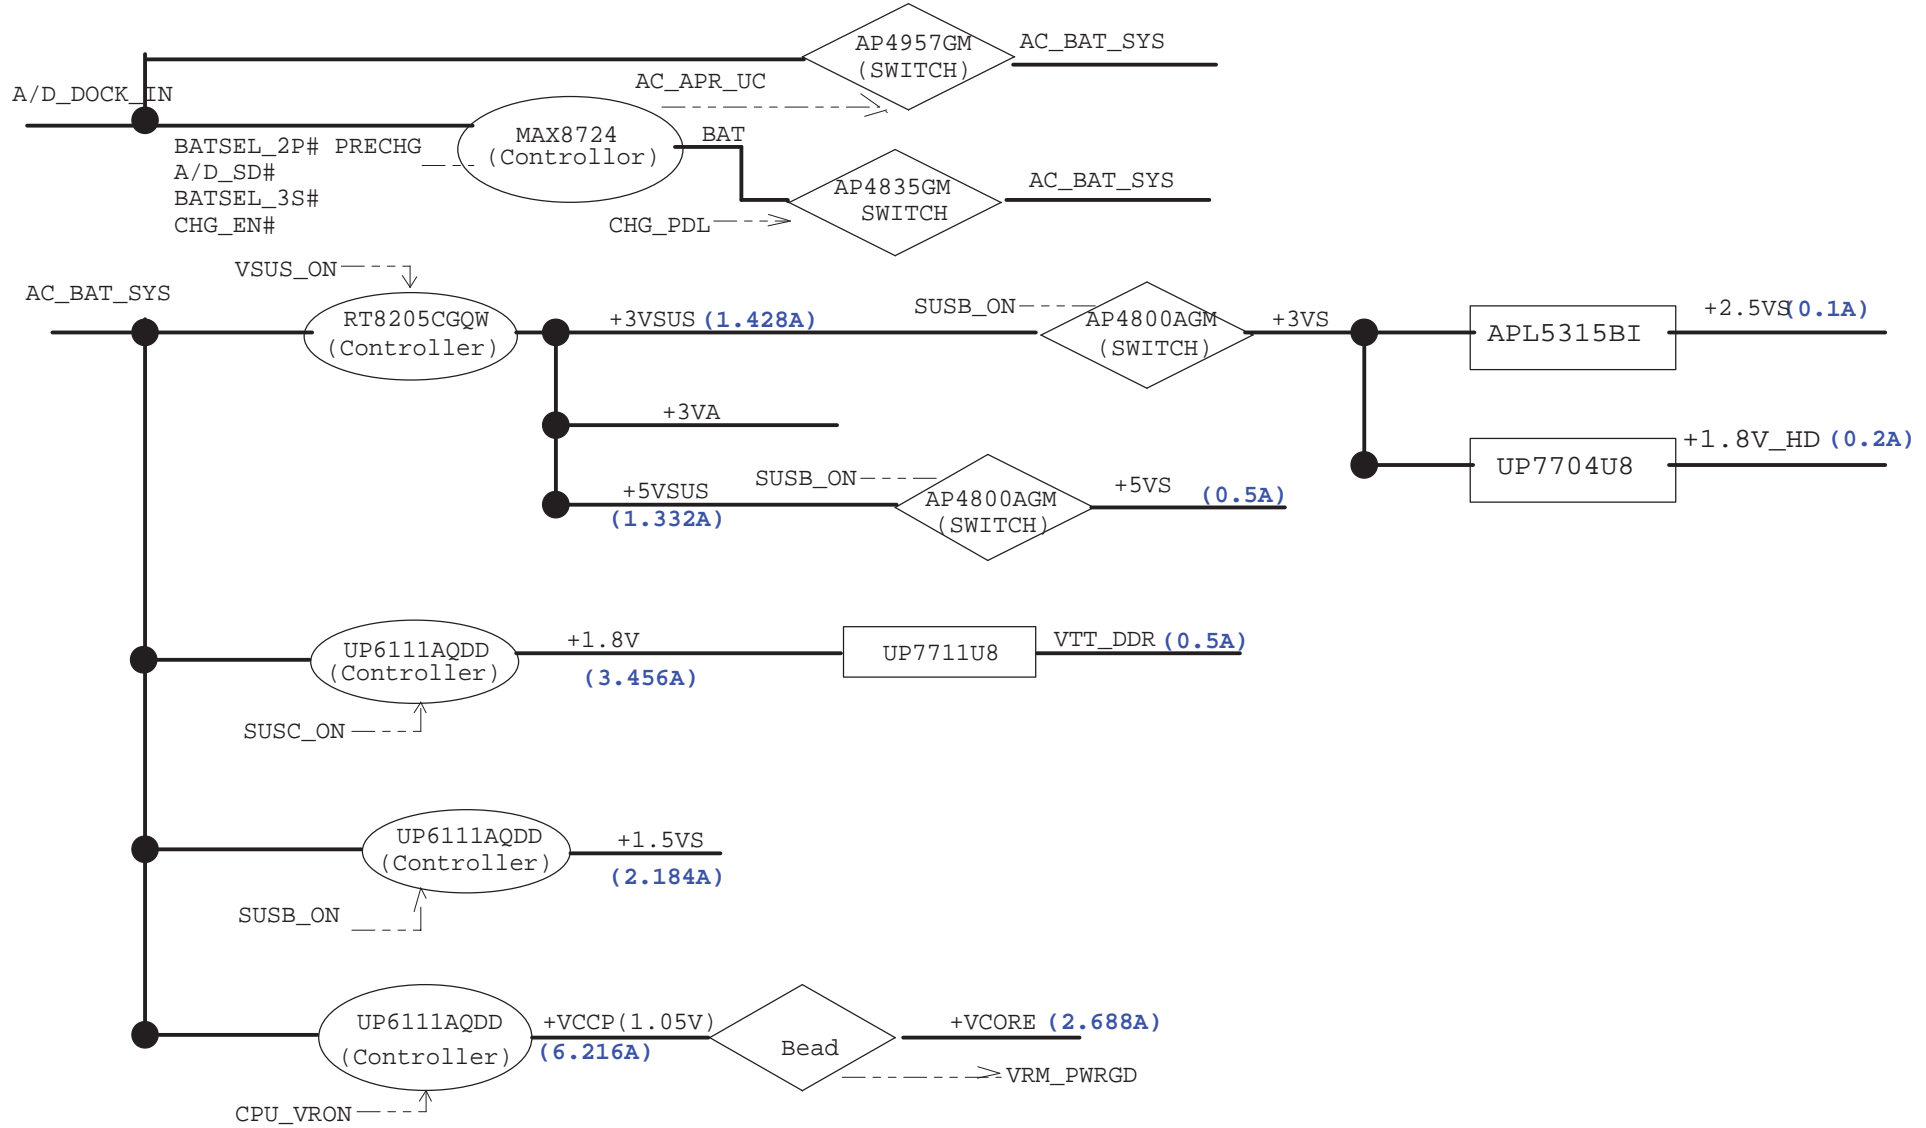 AP4957GM
(SWITCH)
AC_BAT_SYS
A/D_DOCK_IN
AC_APR_UC
MAX8724
(Controllor)
BAT
BATSEL_2P# PRECHG
A/D_SD#
BATSEL_3S#
CHG_EN#
AP4835GM
SWITCH
AC_BAT_SYS
CHG_PDL
VSUS_ON
AC_BAT_SYS
RT8205CGQW
(Controller)
+3VSUS (1.428A)
SUSB_ON
AP4800AGM
(SWITCH)
+3VS
APL5315BI
+2.5VS(0.1A)
+3VA
UP7704U8
+1.8V_HD (0.2A)
+5VSUS
(1.332A)
SUSB_ON
AP4800AGM
(SWITCH)
+5VS
(0.5A)
UP6111AQDD
(Controller)
+1.8V
(3.456A)
UP7711U8
VTT_DDR (0.5A)
SUSC_ON
UP6111AQDD
(Controller)
+1.5VS
(2.184A)
SUSB_ON
UP6111AQDD
(Controller)
+VCCP(1.05V)
(6.216A)
Bead
+VCORE (2.688A)
VRM_PWRGD
CPU_VRON